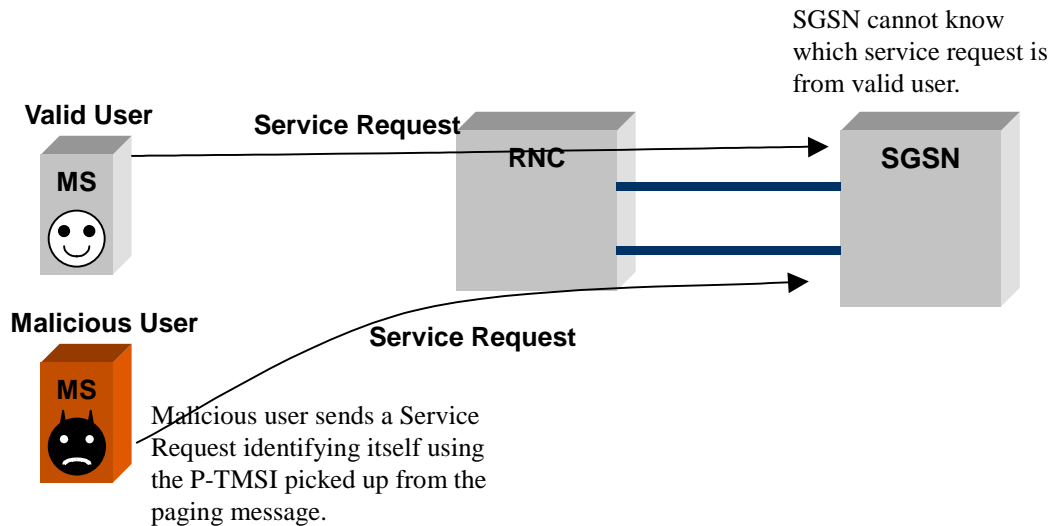 SGSN cannot know
which service request is
from valid user.
Valid User
Service Request
MS
RNC
SGSN
Malicious User
Service Request
MS
Malicious user sends a Service
Request identifying itself using
the P-TMSI picked up from the
paging message.